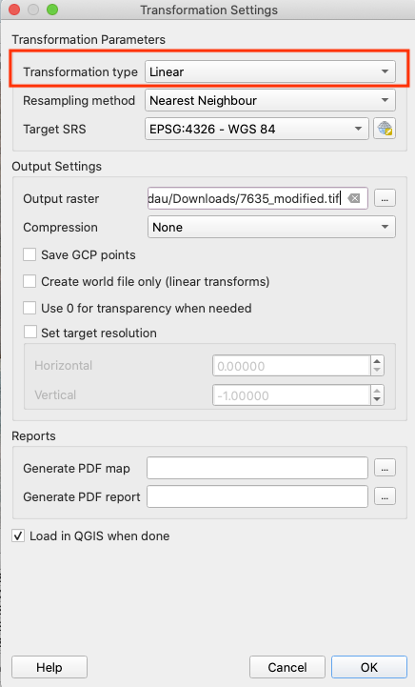 Transformation Settings
Transformation Parameters
Transformation type Linear
Resampling method Nearest Neighbour
Target SRS EPSG:4326 - WGS 84
Output Settings
Output raster dau/Downloads/7635_modified.tif ...
Compression None
Save GCP points
Create world file only (linear transforms)
Use 0 for transparency when needed
Set target resolution
Horizontal 0.00000
Vertical -1.00000
Reports
Generate PDF map ...
Generate PDF report ...
Load in QGIS when done
Help Cancel OK